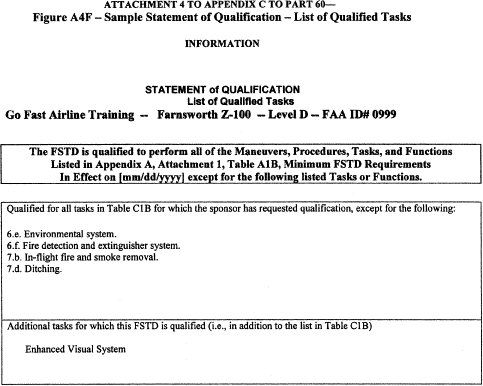 ATTACHMENT 4 TO APPENDIX C TO PART 60—
Figure A4F – Sample Statement of Qualification – List of Qualified Tasks
INFORMATION
STATEMENT of QUALIFICATION
List of Qualified Tasks
Go Fast Airline Training -- Farnsworth Z-100 -- Level D -- FAA ID# 0999
The FSTD is qualified to perform all of the Maneuvers, Procedures, Tasks, and Functions
Listed in Appendix A, Attachment 1, Table A1B, Minimum FSTD Requirements
In Effect on [mm/dd/yyyy] except for the following listed Tasks or Functions.
Qualified for all tasks in Table C1B for which the sponsor has requested qualification, except for the following:
6.e. Environmental system.
6.f. Fire detection and extinguisher system.
7.b. In-flight fire and smoke removal.
7.d. Ditching.
Additional tasks for which this FSTD is qualified (i.e., in addition to the list in Table C1B)
Enhanced Visual System